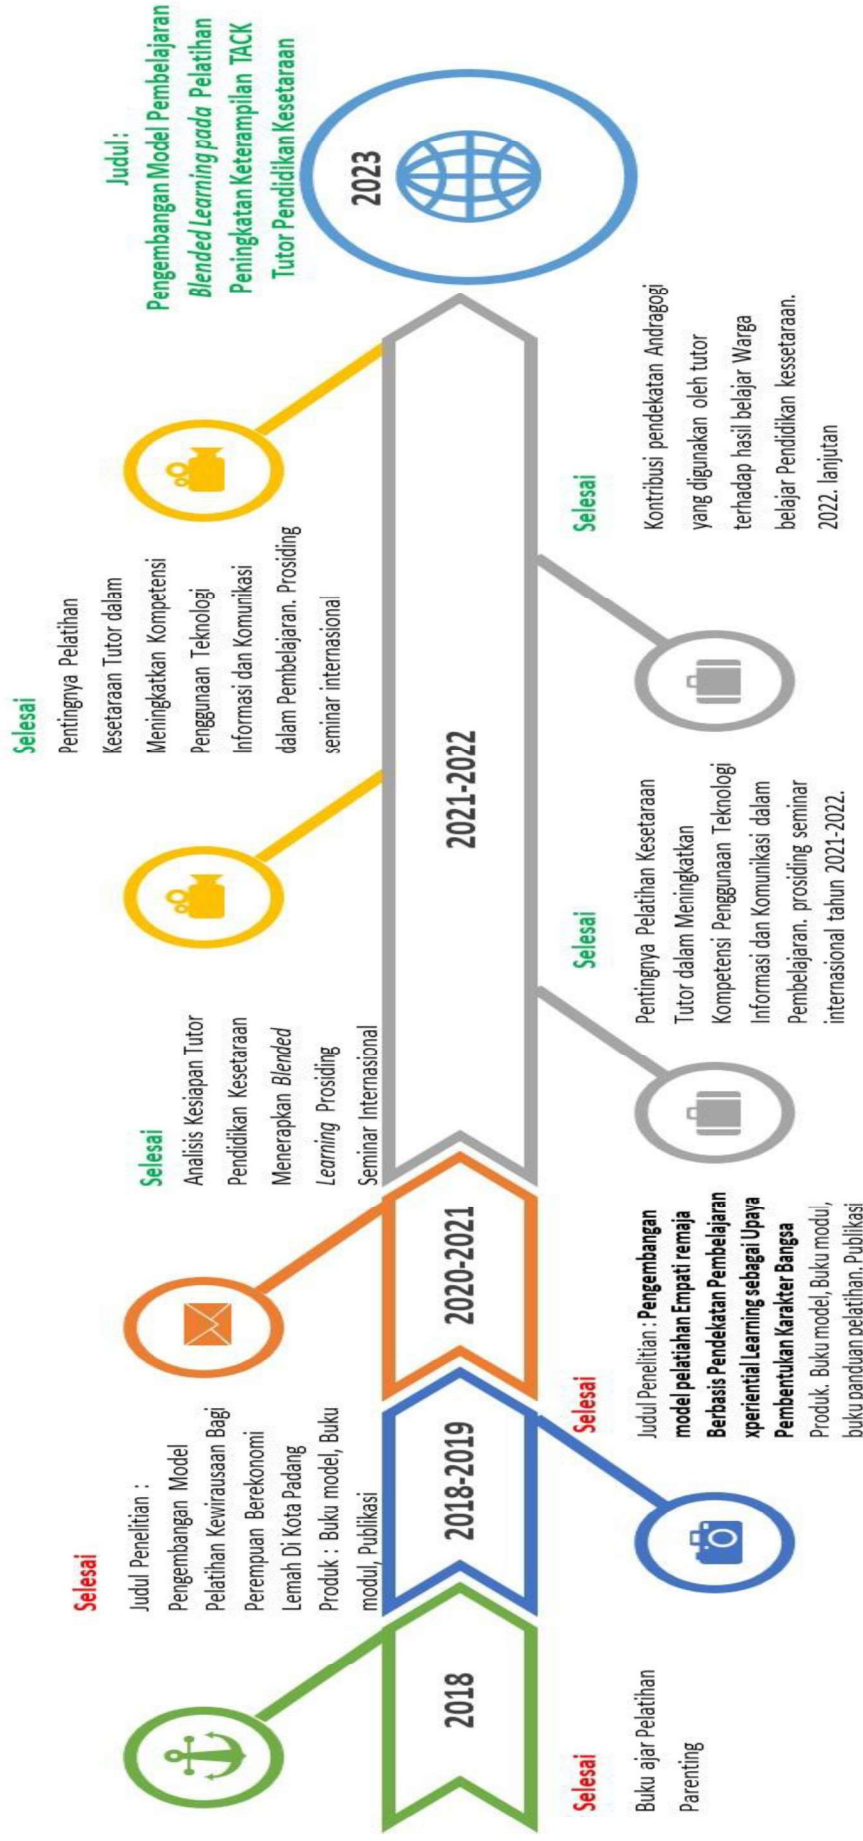 Selesai
Judul Penelitian :
Pengembangan Model
Pelatihan Kewirausaan Bagi
Perempuan Berekonomi
Lemah Di Kota Padang
Produk : Buku model, Buku
modul, Publikasi
Selesai
Analisis Kesiapan Tutor
Pendidikan Kesetaraan
Menerapkan Blended
Learning Prosiding
Seminar Internasional
Selesai
Pentingnya Pelatihan
Kesetaraan Tutor dalam
Meningkatkan Kompetensi
Penggunaan Teknologi
Informasi dan Komunikasi
dalam Pembelajaran. Prosiding
seminar internasional
Judul:
Pengembangan Model Pembelajaran
Blended Learning pada Pelatihan
Peningkatan Keterampilan TACK
Tutor Pendidikan Kesetaraan
2018
2018-2019
2020-2021
2021-2022
2023
Selesai
Buku ajar Pelatihan
Parenting
Selesai
Judul Penelitian : Pengembangan
model pelatiahan Empati remaja
Berbasis Pendekatan Pembelajaran
xperiential Learning sebagai Upaya
Pembentukan Karakter Bangsa
Produk. Buku model, Buku modu,
buku panduan pelatihan. Publikasi
Selesai
Pentingnya Pelatihan Kesetaraan
Tutor dalam Meningkatkan
Kompetensi Penggunaan Teknologi
Informasi dan Komunikasi dalam
Pembelajaran. prosiding seminar
internasional tahun 2021-2022.
Selesai
Kontribusi pendekatan Andragogi
yang digunakan oleh tutor
terhadap hasil belajar Warga
belajar Pendidikan kessetaraan.
2022. lanjutan